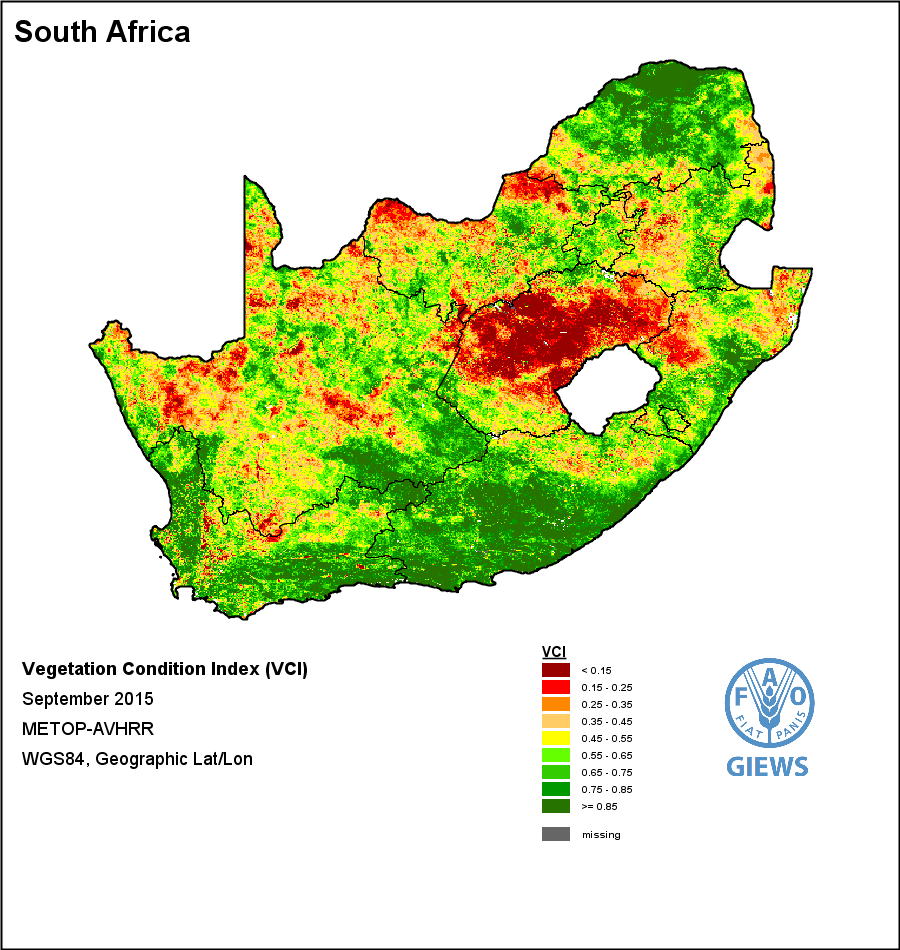 South Africa
Vegetation Condition Index (VCI)
September 2015
METOP-AVHRR
WGS84, Geographic Lat/Lon
VCI
< 0.15
0.15 - 0.25
0.25 - 0.35
0.35 - 0.45
0.45 - 0.55
0.55 - 0.65
0.65 - 0.75
0.75 - 0.85
>= 0.85
missing
F A O
FIAT PANIS
GIEWS